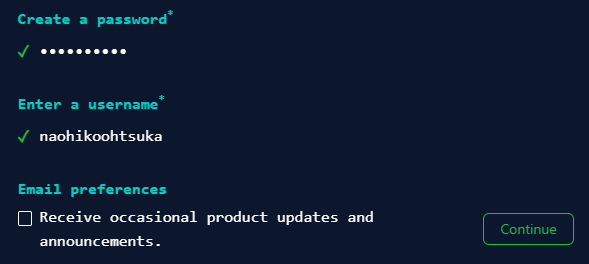 Create a password*
✓ ••••••••••
Enter a username*
✓ naohikoohtsuka
Email preferences
Receive occasional product updates and
announcements.
Continue